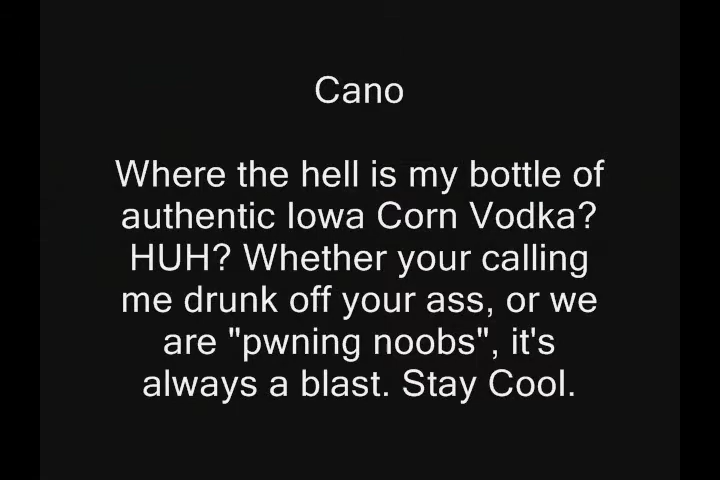 Cano
Where the hell is my bottle of
authentic Iowa Corn Vodka?
HUH? Whether your calling
me drunk off your ass, or we
are "pwning noobs", it's
always a blast. Stay Cool.